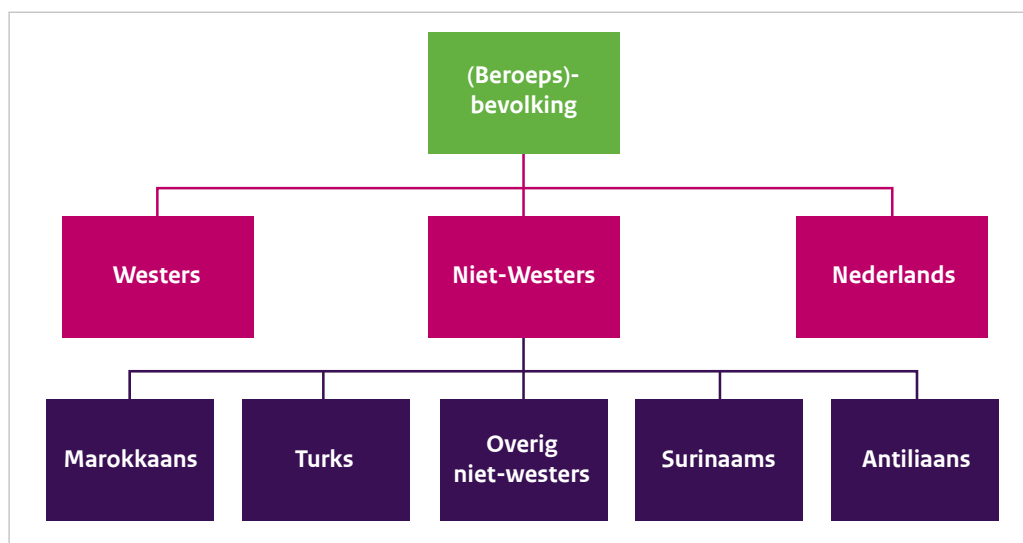 (Beroeps)-
bevolking
Westers
Niet-Westers
Nederlands
Marokkaans
Turks
Overig
niet-westers
Surinaams
Antiliaans